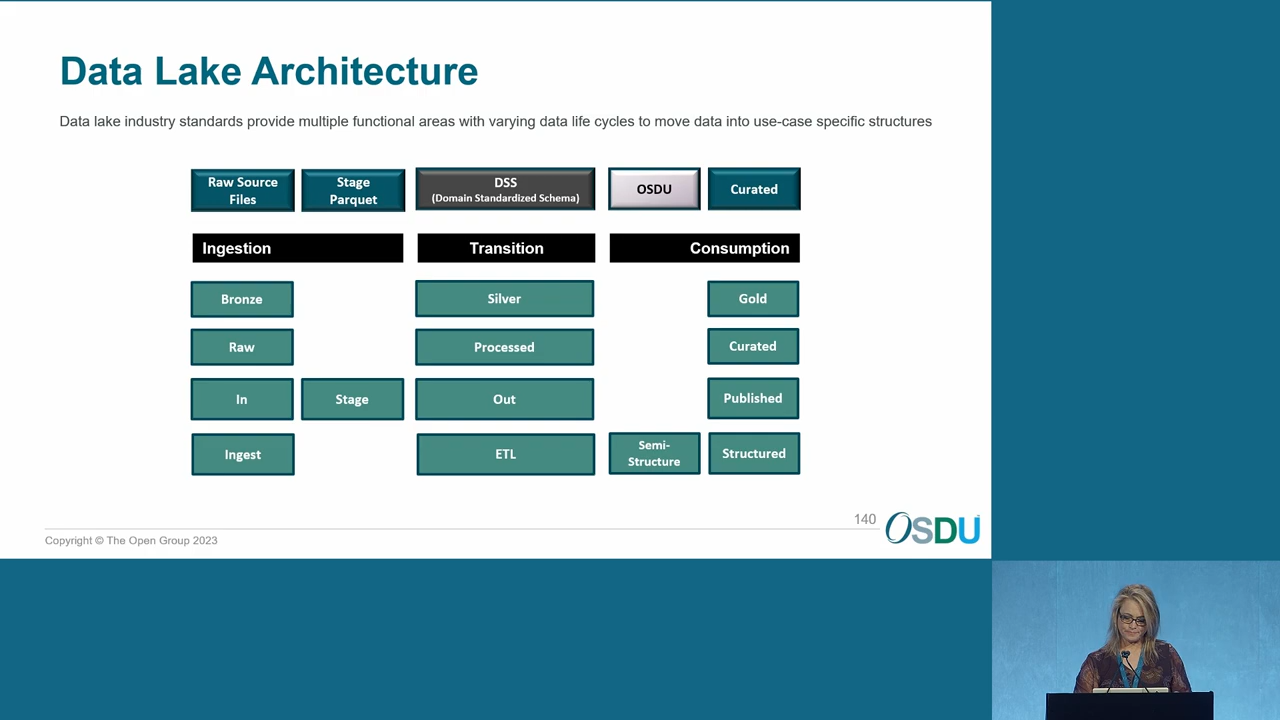 Data Lake Architecture
Data lake industry standards provide multiple functional areas with varying data life cycles to move data into use-case specific structures
Raw Source
Files
Stage
Parquet
DSS
(Domain Standardized Schema)
OSDU
Curated
Ingestion
Transition
Consumption
Bronze
Silver
Gold
Raw
Processed
Curated
In
Stage
Out
Published
Ingest
ETL
Semi-
Structure
Structured
140
OSDU
Copyright © The Open Group 2023